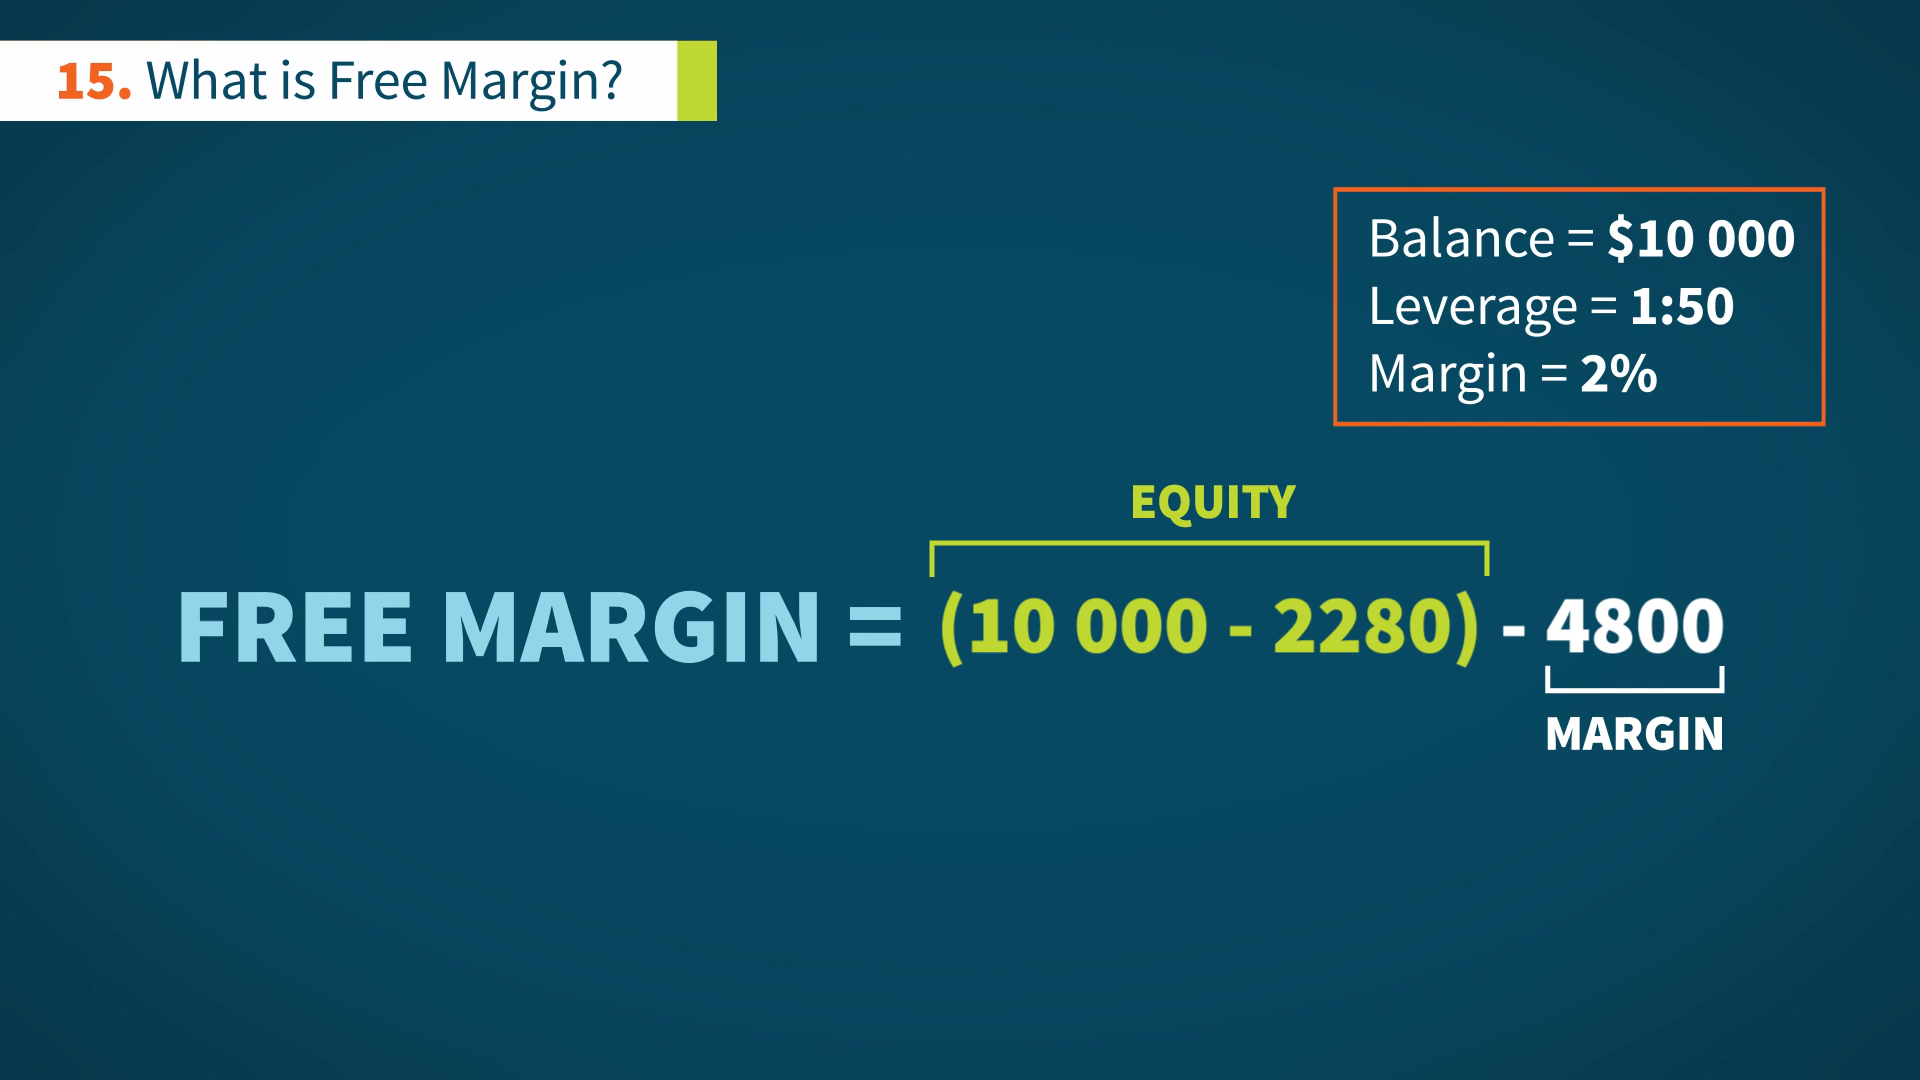 15. What is Free Margin?
Balance = $10 000
Leverage = 1:50
Margin = 2%
EQUITY
FREE MARGIN = (10 000 - 2280) - 4800
MARGIN